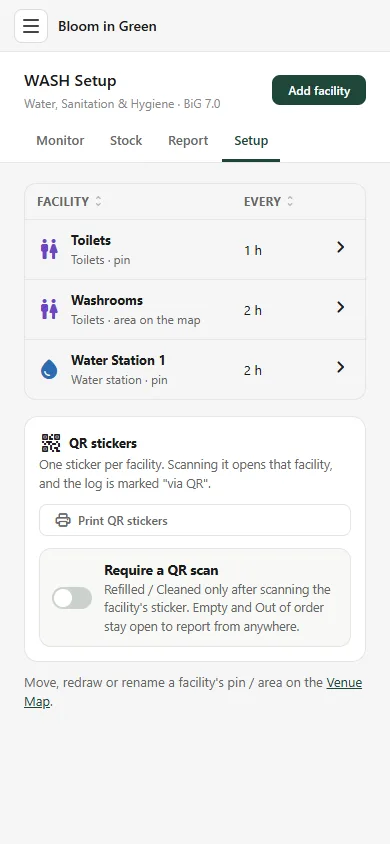 Bloom in Green
WASH Setup
Water, Sanitation & Hygiene · BiG 7.0
Add facility
Monitor
Stock
Report
Setup
FACILITY
EVERY
Toilets
Toilets · pin
1 h
Washrooms
Toilets · area on the map
2 h
Water Station 1
Water station · pin
2 h
QR stickers
One sticker per facility. Scanning it opens that facility,
and the log is marked "via QR".
Print QR stickers
Require a QR scan
Refilled / Cleaned only after scanning the
facility's sticker. Empty and Out of order
stay open to report from anywhere.
Move, redraw or rename a facility's pin / area on the Venue
Map.